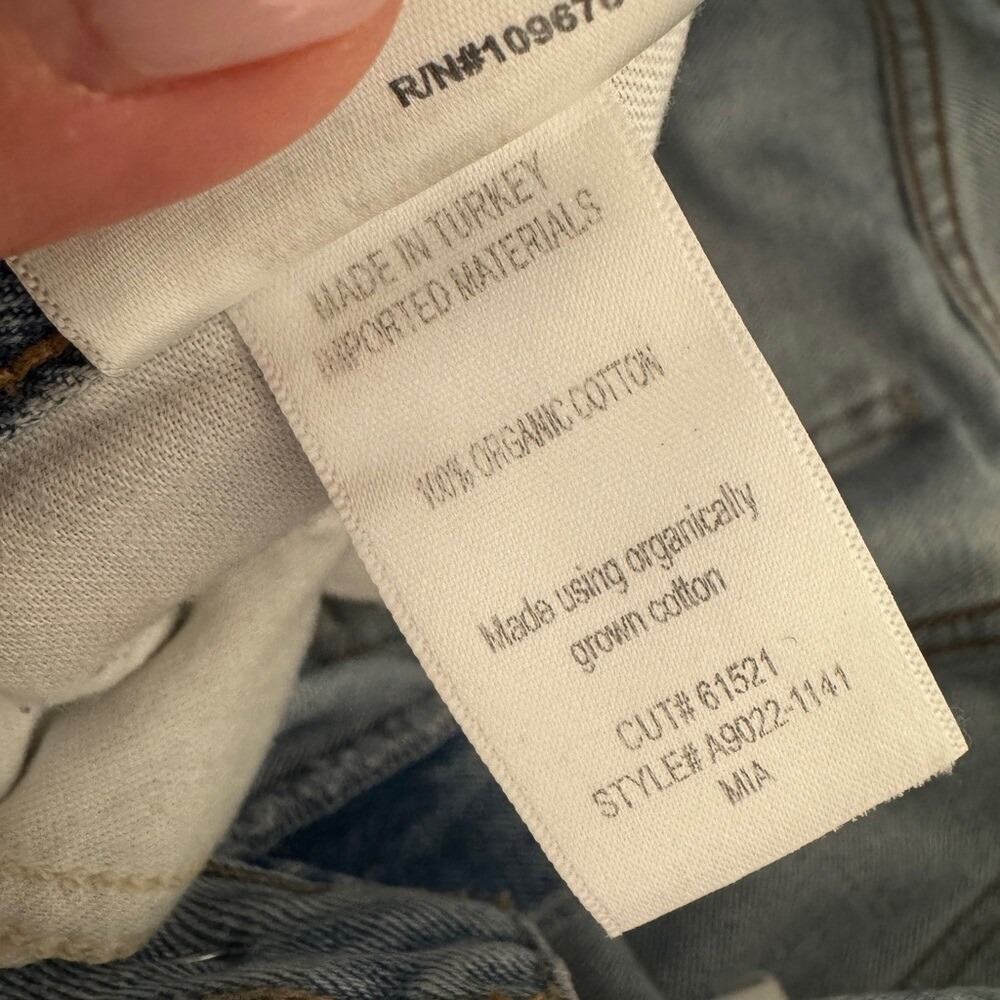 R/N#10967
MADE IN TURKEY
IMPORTED MATERIALS
100% ORGANIC COTTON
Made using organically
grown cotton
CUT# 61521
STYLE# A9022-1141
MIA